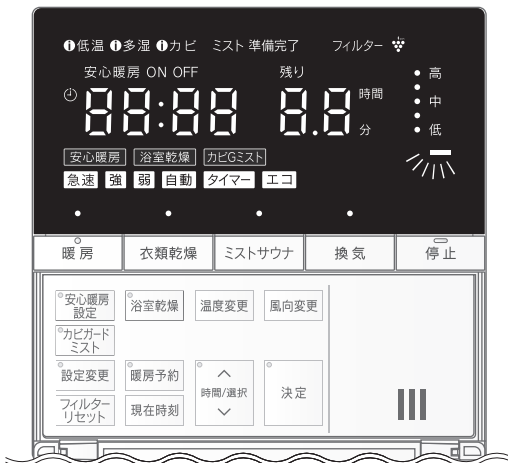 ❶低温 ❶多湿 ❶カビ ミスト 準備完了 フィルター
安心暖房 ON OFF 残り
88:88 8.8 時間
分
高
中
低
安心暖房 浴室乾燥 カビGミスト
急速 強 弱 自動 タイマー エコ
暖房 衣類乾燥 ミストサウナ 換気 停止
安心暖房
設定
浴室乾燥 温度変更 風向変更
カビガード
ミスト
設定変更 暖房予約
時間/選択
決定
フィルター
リセット
現在時刻